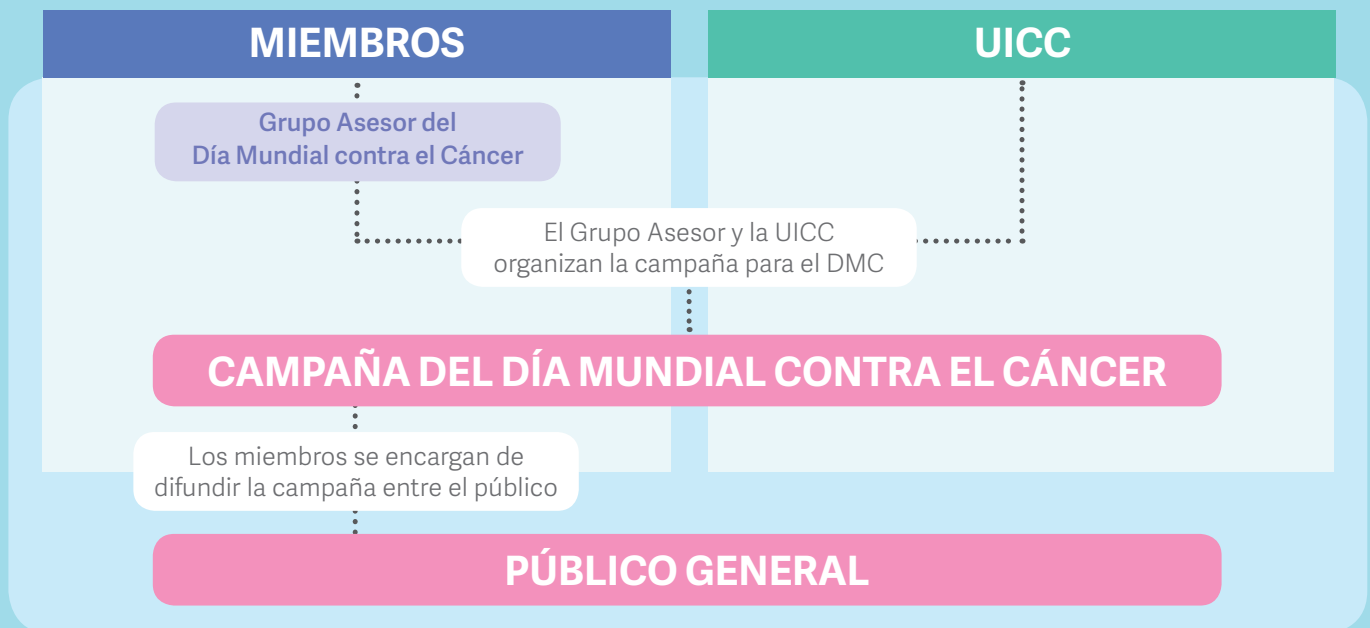 MIEMBROS
UICC
Grupo Asesor del
Día Mundial contra el Cáncer
El Grupo Asesor y la UICC
organizan la campaña para el DMC
CAMPAÑA DEL DÍA MUNDIAL CONTRA EL CÁNCER
Los miembros se encargan de
difundir la campaña entre el público
PÚBLICO GENERAL